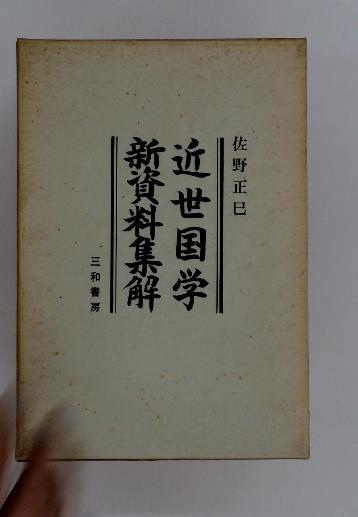 佐野正巳
近世国学
新資料集解
三和書房